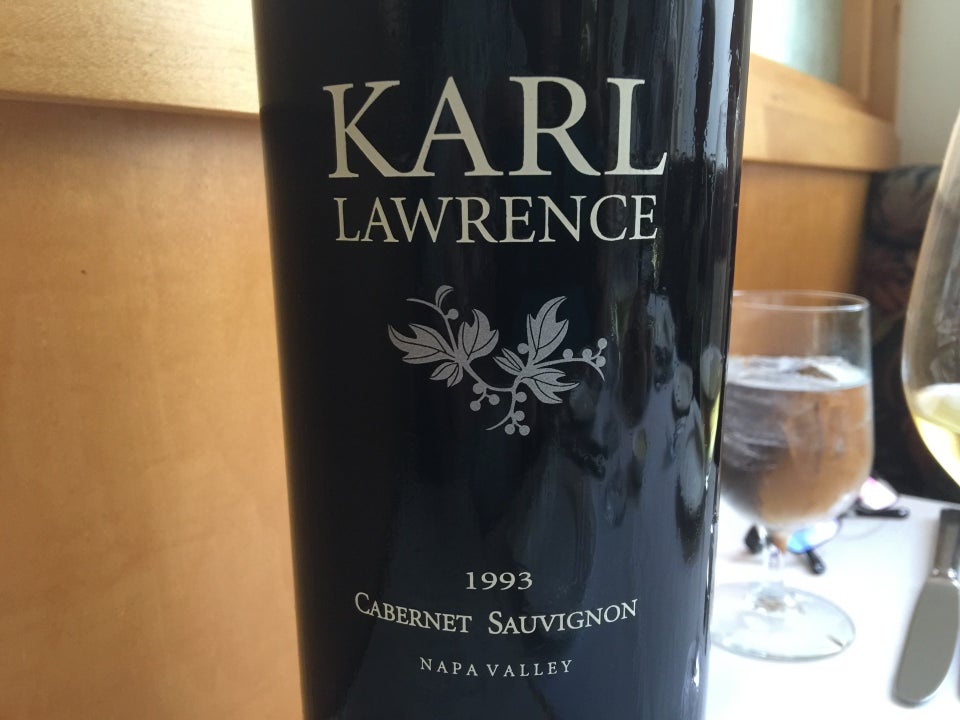 KARL
LAWRENCE
1993
CABERNET SAUVIGNON
NAPA VALLEY